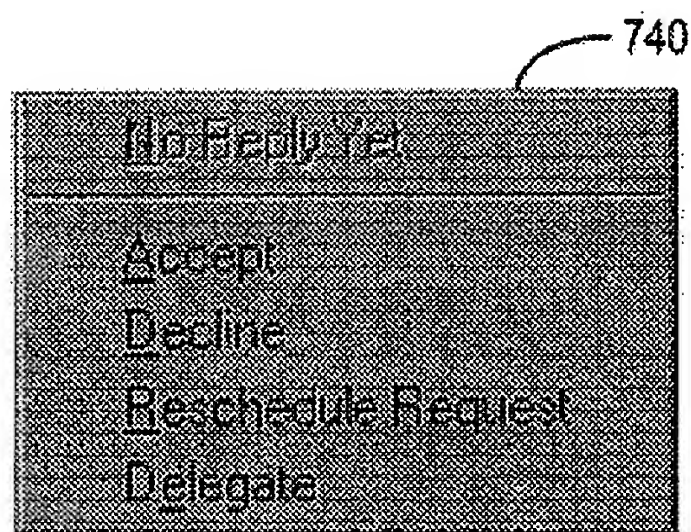 740
No Reply Yet
Accept
Decline
Reschedule Request
Delegate